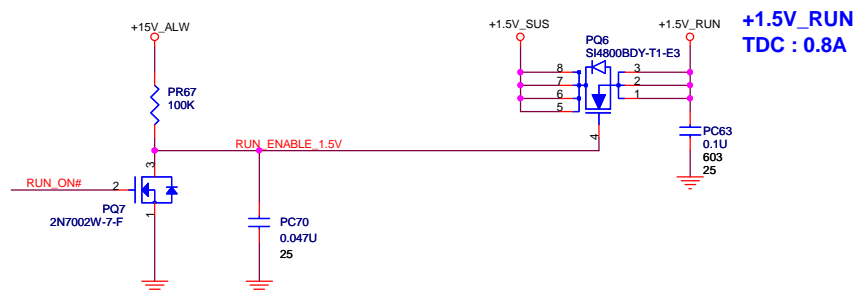 +15V_ALW
+1.5V_SUS
+1.5V_RUN
+1.5V_RUN
TDC : 0.8A
PQ6
SI4800BDY-T1-E3
8
7
6
5
3
2
1
4
PR67
100K
RUN_ENABLE_1.5V
PC63
0.1U
603
25
3
RUN_ON#
2
1
PQ7
2N7002W-7-F
PC70
0.047U
25